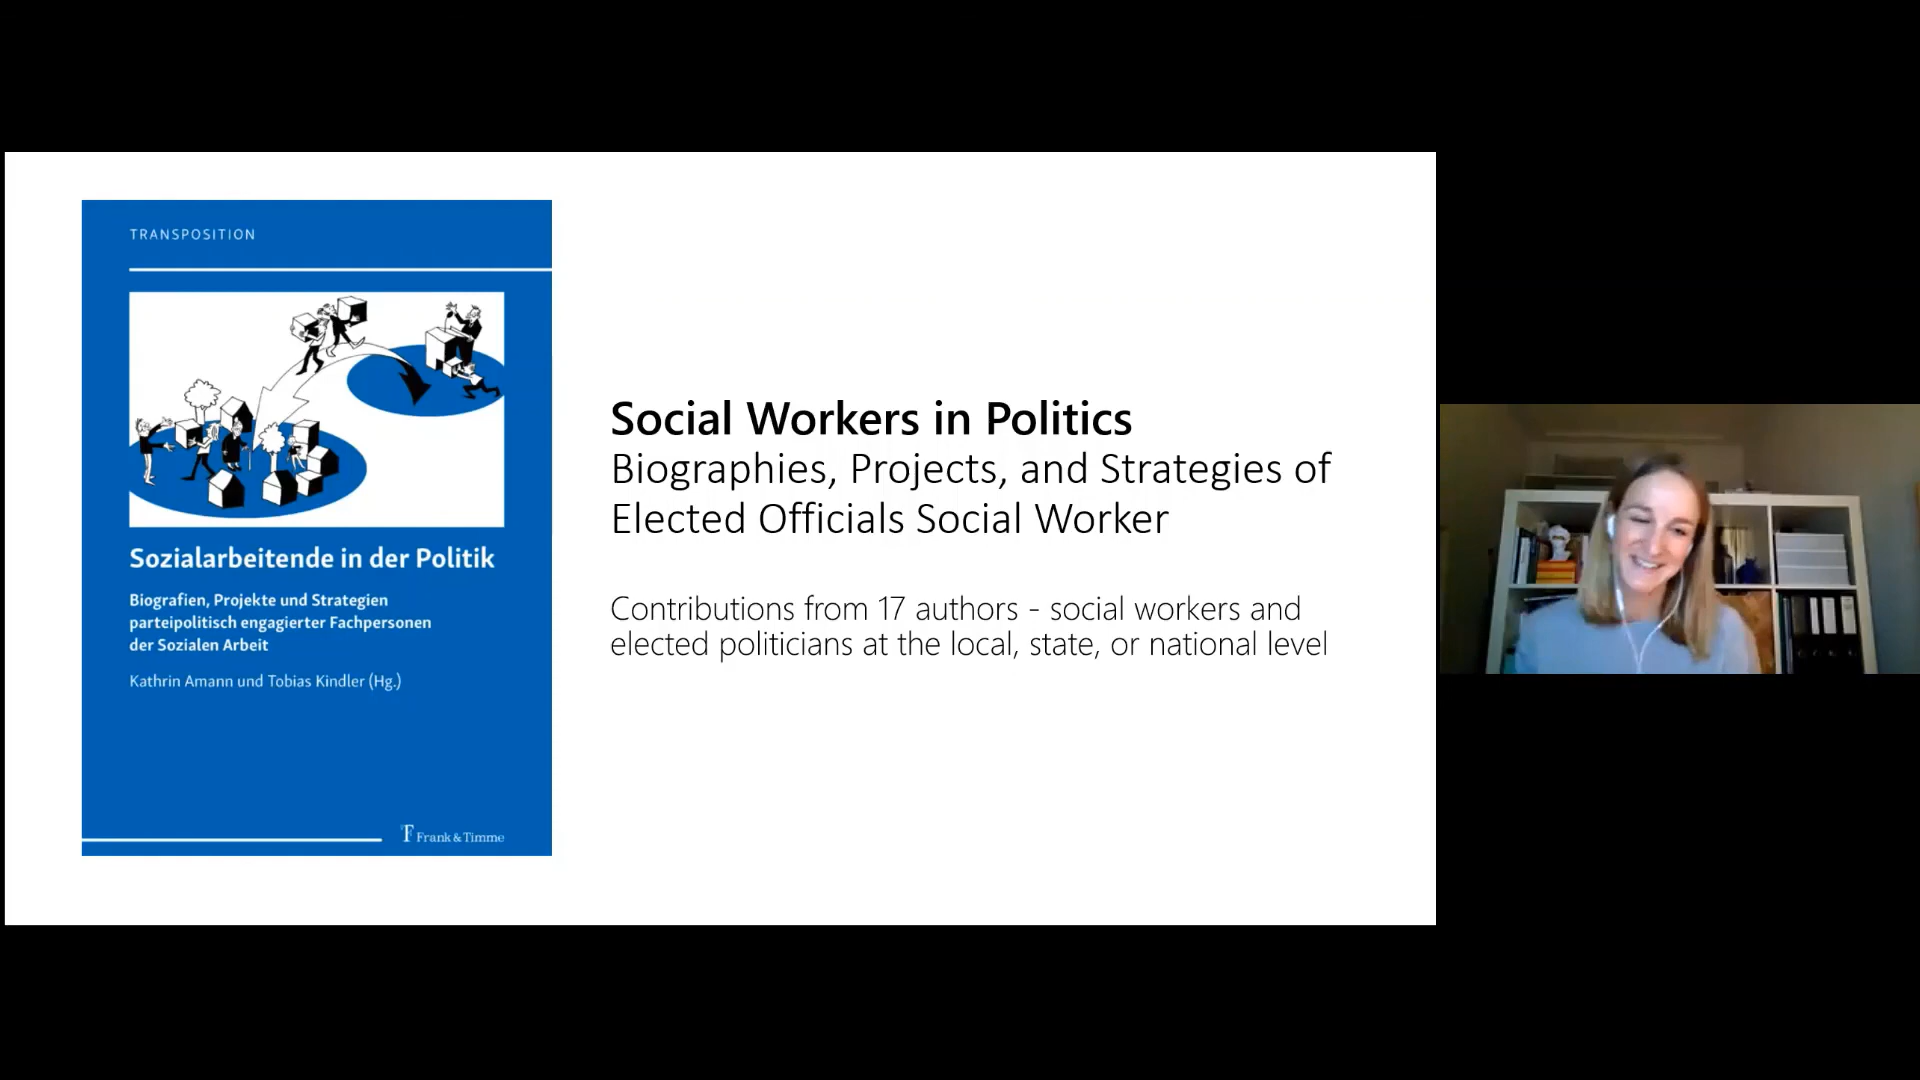 TRANSPOSITION
Sozialarbeitende in der Politik
Biografien, Projekte und Strategien
parteipolitisch engagierter Fachpersonen
der Sozialen Arbeit
Kathrin Amann und Tobias Kindler (Hg.)
Frank & Timme
Social Workers in Politics
Biographies, Projects, and Strategies of
Elected Officials Social Worker
Contributions from 17 authors - social workers and
elected politicians at the local, state, or national level